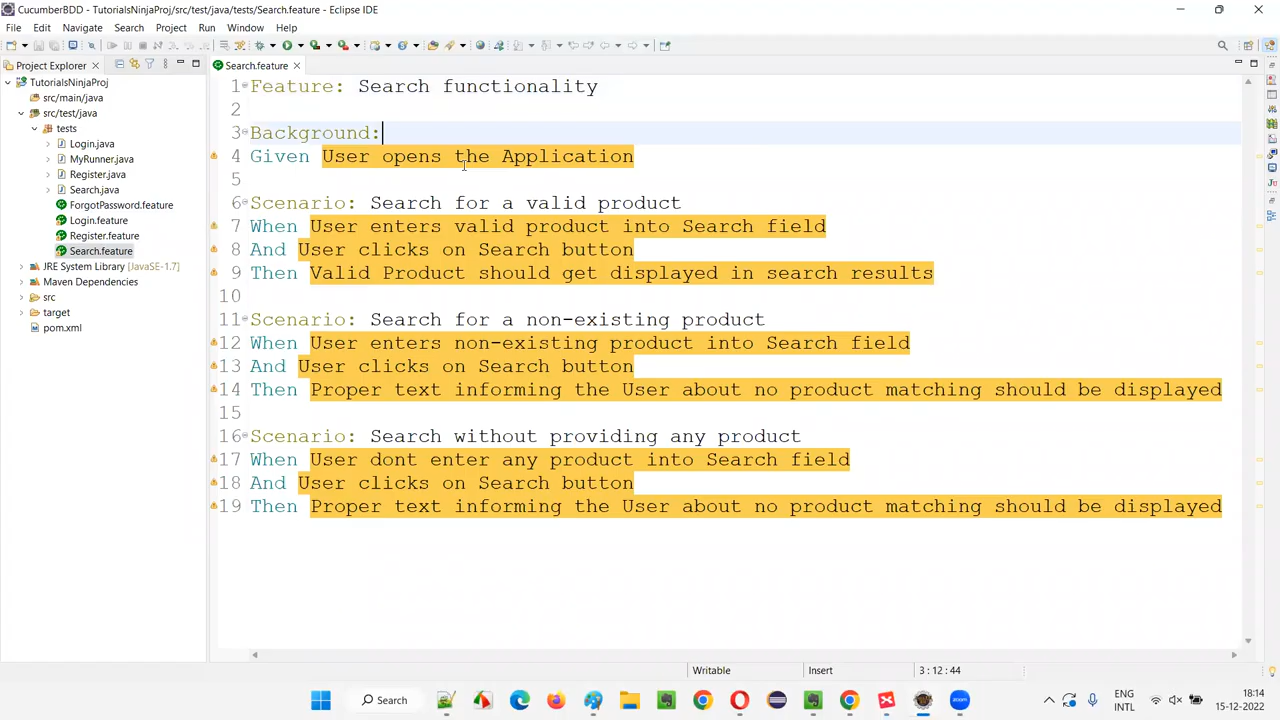 CucumberBDD - TutorialsNinjaProj/src/test/java/tests/Search.feature - Eclipse IDE
File Edit Navigate Search Project Run Window Help
Project Explorer
Search.feature
TutorialsNinjaProj
src/main/java
src/test/java
tests
Login.java
MyRunner.java
Register.java
Search.java
ForgotPassword.feature
Login.feature
Register.feature
Search.feature
JRE System Library [JavaSE-1.7]
Maven Dependencies
src
target
pom.xml
1 Feature: Search functionality
2
3 Background:
4 Given User opens the Application
5
6 Scenario: Search for a valid product
7 When User enters valid product into Search field
8 And User clicks on Search button
9 Then Valid Product should get displayed in search results
10
11 Scenario: Search for a non-existing product
12 When User enters non-existing product into Search field
13 And User clicks on Search button
14 Then Proper text informing the User about no product matching should be displayed
15
16 Scenario: Search without providing any product
17 When User dont enter any product into Search field
18 And User clicks on Search button
19 Then Proper text informing the User about no product matching should be displayed
Writable Insert 3 : 12 : 44
Search
ENG
INTL
18:14
15-12-2022